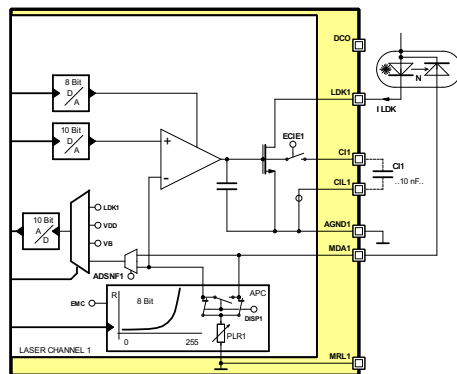 DCO
8 Bit
D
A
LDK1
N
I LDK
10 Bit
D
A
ECIE1
+
−
CI1
CI1
..10 nF..
CIL1
10 Bit
A
D
LDK1
VDD
VB
AGND1
MDA1
ADSNF1
EMC
R
8 Bit
0
255
APC
DISP1
PLR1
LASER CHANNEL 1
MRL1